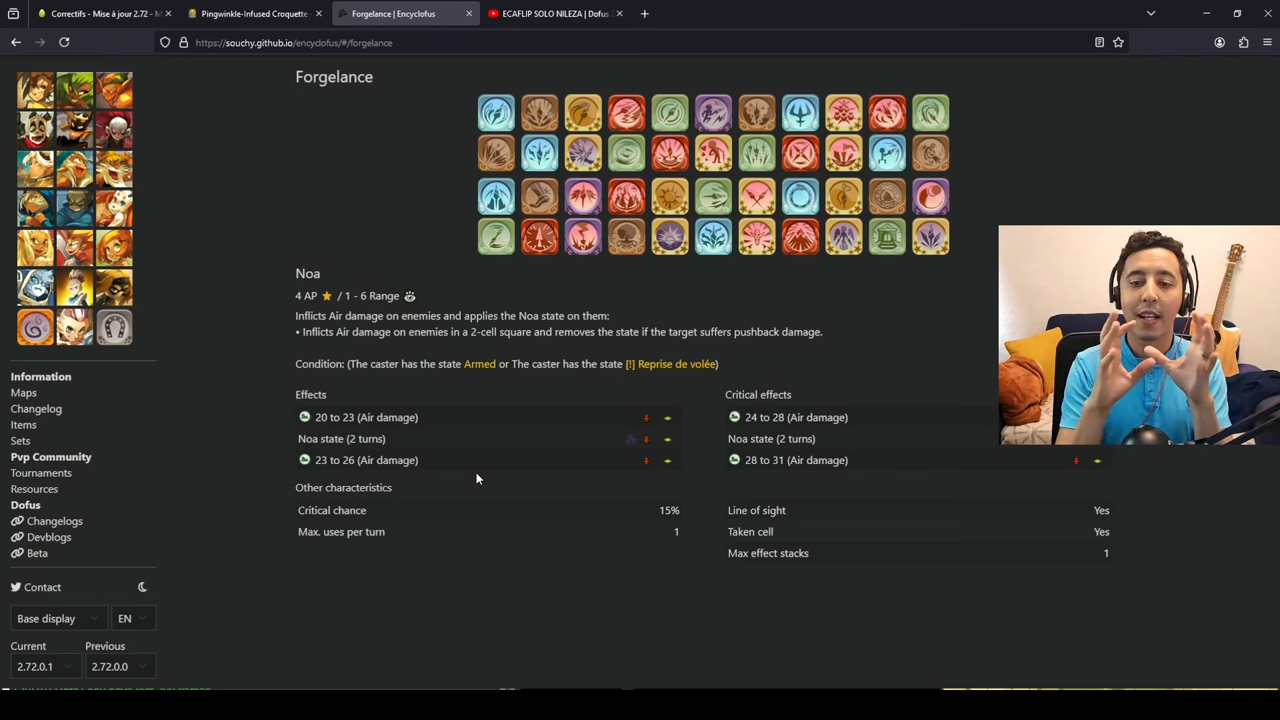 Correctifs - Mise à jour 2.72 - M
Pingwinkle-Infused Croquette
Forgelance | Encyclofus
ECAFLIP SOLO NILEZA | Dofus
https://souchy.github.io/encyclofus/#/forgelance
Forgelance
Noa
4 AP / 1 - 6 Range
Inflicts Air damage on enemies and applies the Noa state on them:
• Inflicts Air damage on enemies in a 2-cell square and removes the state if the target suffers pushback damage.
Condition: (The caster has the state Armed or The caster has the state [!] Reprise de volée)
Effects
20 to 23 (Air damage)
Noa state (2 turns)
23 to 26 (Air damage)
Critical effects
24 to 28 (Air damage)
Noa state (2 turns)
28 to 31 (Air damage)
Other characteristics
Critical chance 15%
Max. uses per turn 1
Line of sight Yes
Taken cell Yes
Max effect stacks 1
Information
Maps
Changelog
Items
Sets
Pvp Community
Tournaments
Resources
Dofus
Changelogs
Devblogs
Beta
Contact
Base display EN
Current Previous
2.72.0.1 2.72.0.0